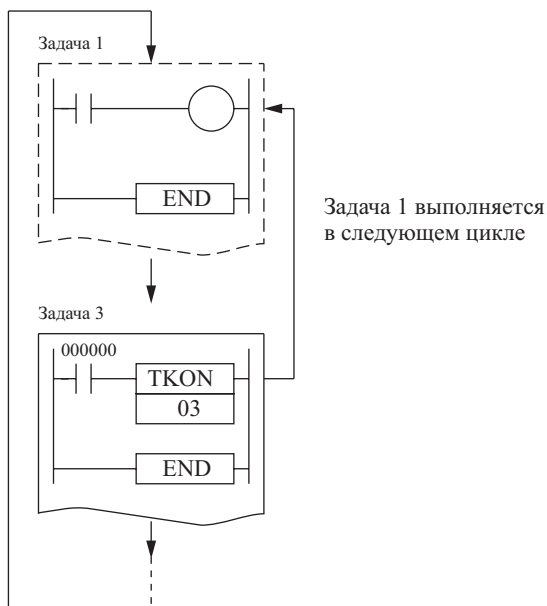 Задача 1
END
Задача 1 выполняется
в следующем цикле
Задача 3
000000
TKON
03
END